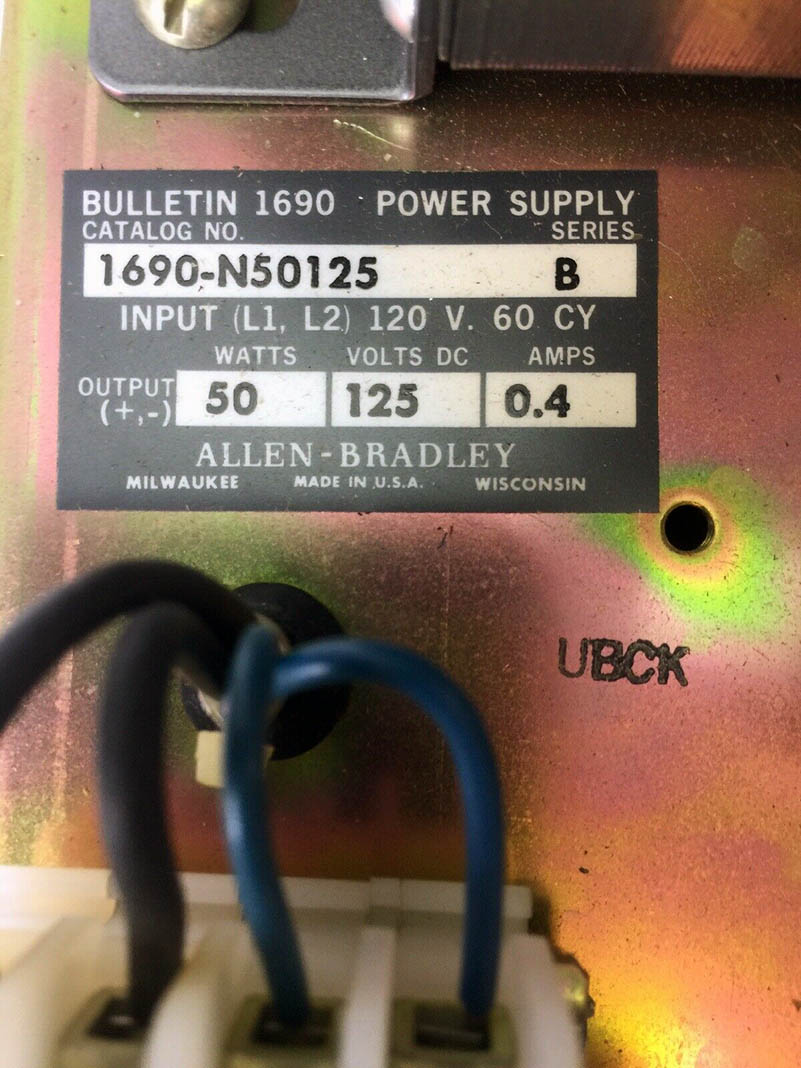 BULLETIN 1690 POWER SUPPLY
CATALOG NO. SERIES
1690-N50125 B
INPUT (L1, L2) 120 V. 60 CY
WATTS VOLTS DC AMPS
OUTPUT (+,-) 50 125 0.4
ALLEN-BRADLEY
MILWAUKEE MADE IN U.S.A. WISCONSIN
UBCK